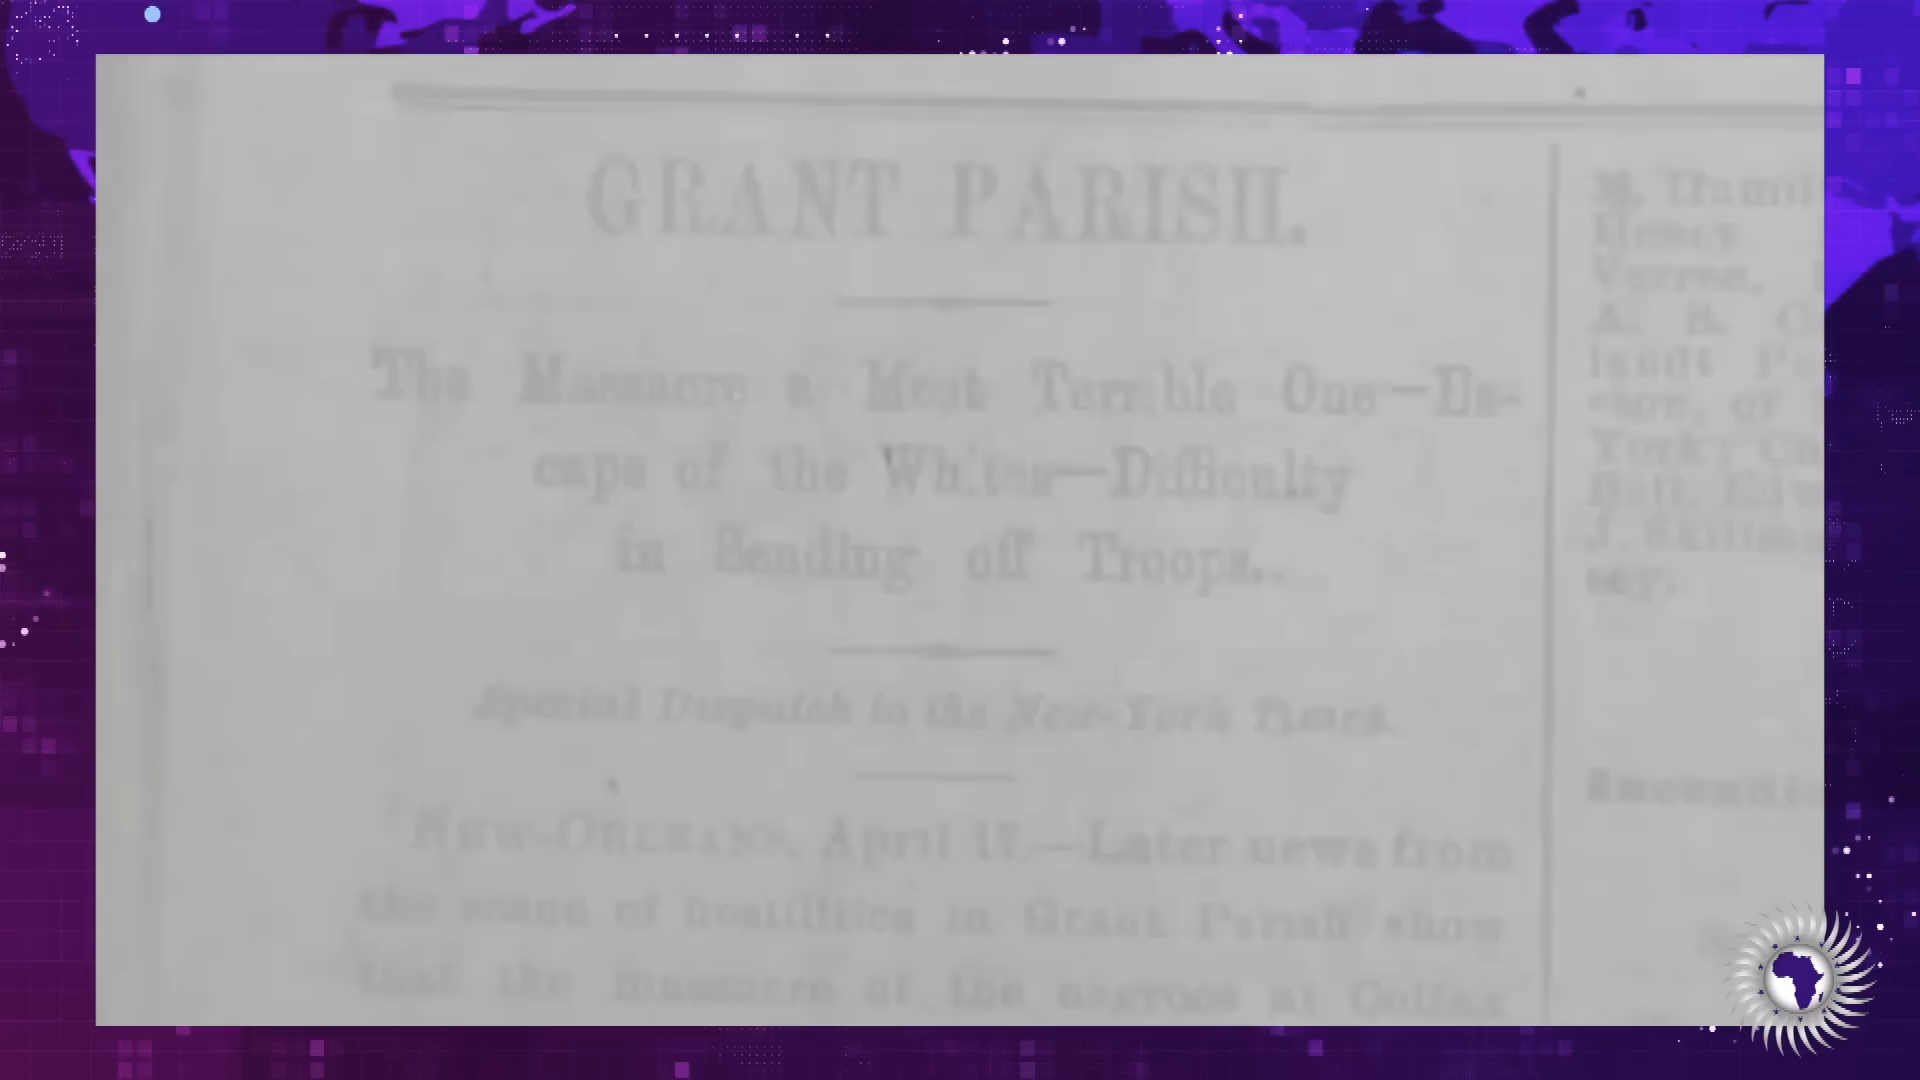 GRANT PARISH.
The Massacre a Most Terrible One—Es-
cape of the Whites—Difficulty
in Sending off Troops.
Special Dispatch to the New-York Times.
NEW-ORLEANS, April 17.—Later news from
the scene of hostilities in Grant Parish show
that the massacre of the negroes at Colfax
Henry
A. B.
York;